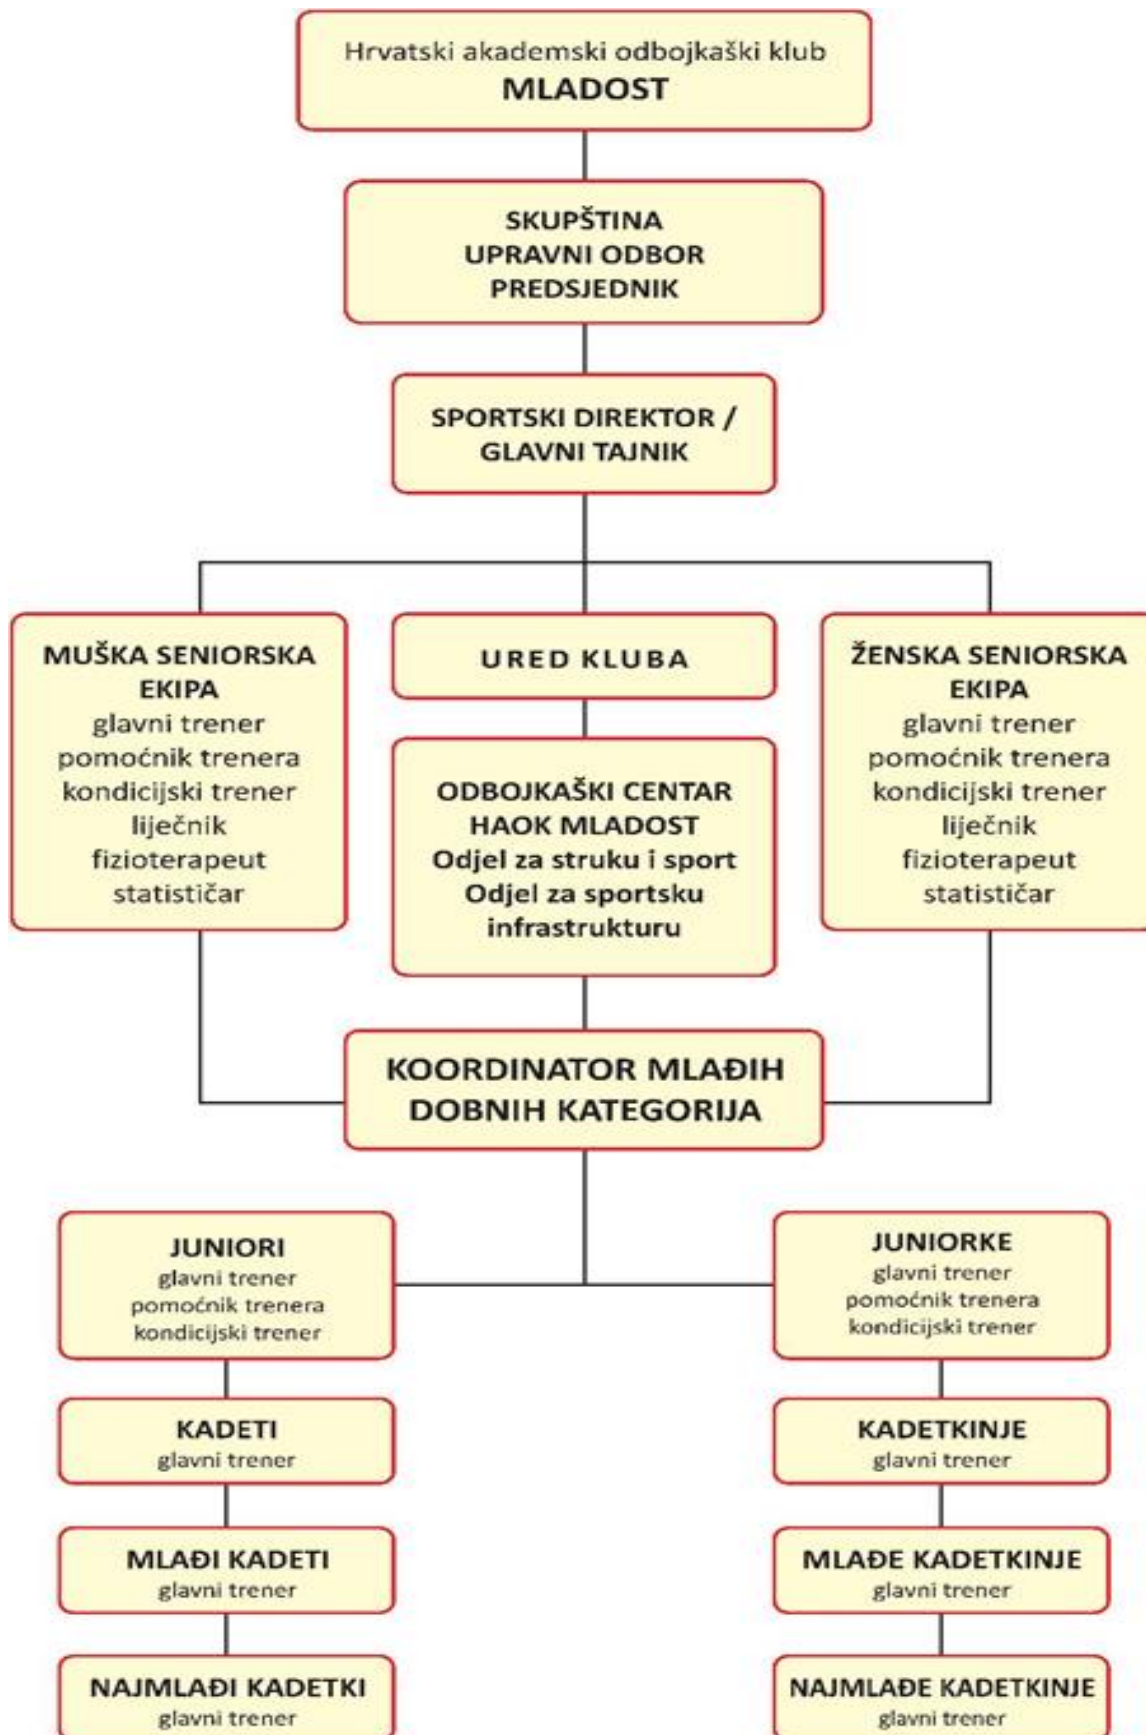 Hrvatski akademski odbojkaški klub
MLADOST
SKUPŠTINA
UPRAVNI ODBOR
PREDSJEDNIK
SPORTSKI DIREKTOR /
GLAVNI TAJNIK
MUŠKA SENIORSKA
EKIPA
glavni trener
pomoćnik trenera
kondicijski trener
liječnik
fizioterapeut
statističar
URED KLUBA
ODBOJKAŠKI CENTAR
HAOK MLADOST
Odjel za struku i sport
Odjel za sportsku
infrastrukturu
ŽENSKA SENIORSKA
EKIPA
glavni trener
pomoćnik trenera
kondicijski trener
liječnik
fizioterapeut
statističar
KOORDINATOR MLAĐIH
DOBNIH KATEGORIJA
JUNIORI
glavni trener
pomoćnik trenera
kondicijski trener
KADETI
glavni trener
MLAĐI KADETI
glavni trener
NAJMLAĐI KADETKI
glavni trener
JUNIORKE
glavni trener
pomoćnik trenera
kondicijski trener
KADETKINJE
glavni trener
MLAĐE KADETKINJE
glavni trener
NAJMLAĐE KADETKINJE
glavni trener